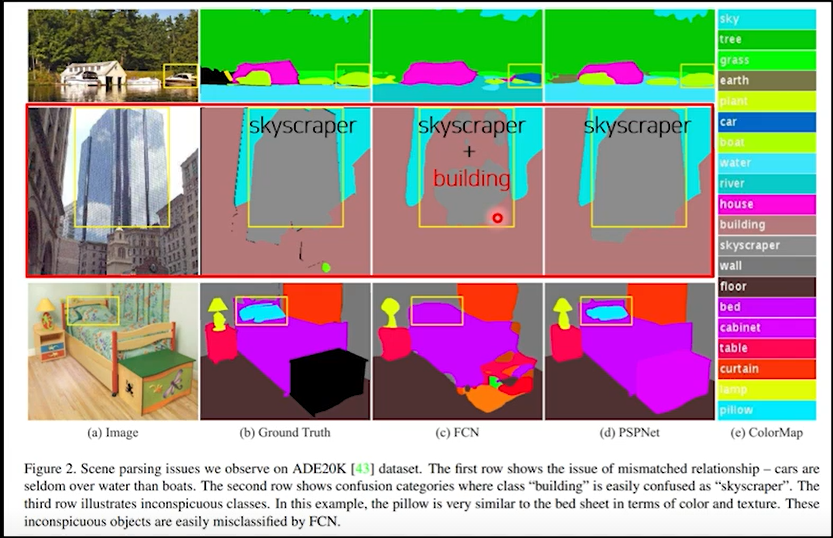 skyscraper
skyscraper
+
building
skyscraper
sky
tree
grass
earth
plant
car
boat
water
river
house
building
skyscraper
wall
floor
bed
cabinet
table
curtain
lamp
pillow
(a) Image
(b) Ground Truth
(c) FCN
(d) PSPNet
(e) ColorMap
Figure 2. Scene parsing issues we observe on ADE20K [43] dataset. The first row shows the issue of mismatched relationship – cars are
seldom over water than boats. The second row shows confusion categories where class “building” is easily confused as “skyscraper”. The
third row illustrates inconspicuous classes. In this example, the pillow is very similar to the bed sheet in terms of color and texture. These
inconspicuous objects are easily misclassified by FCN.